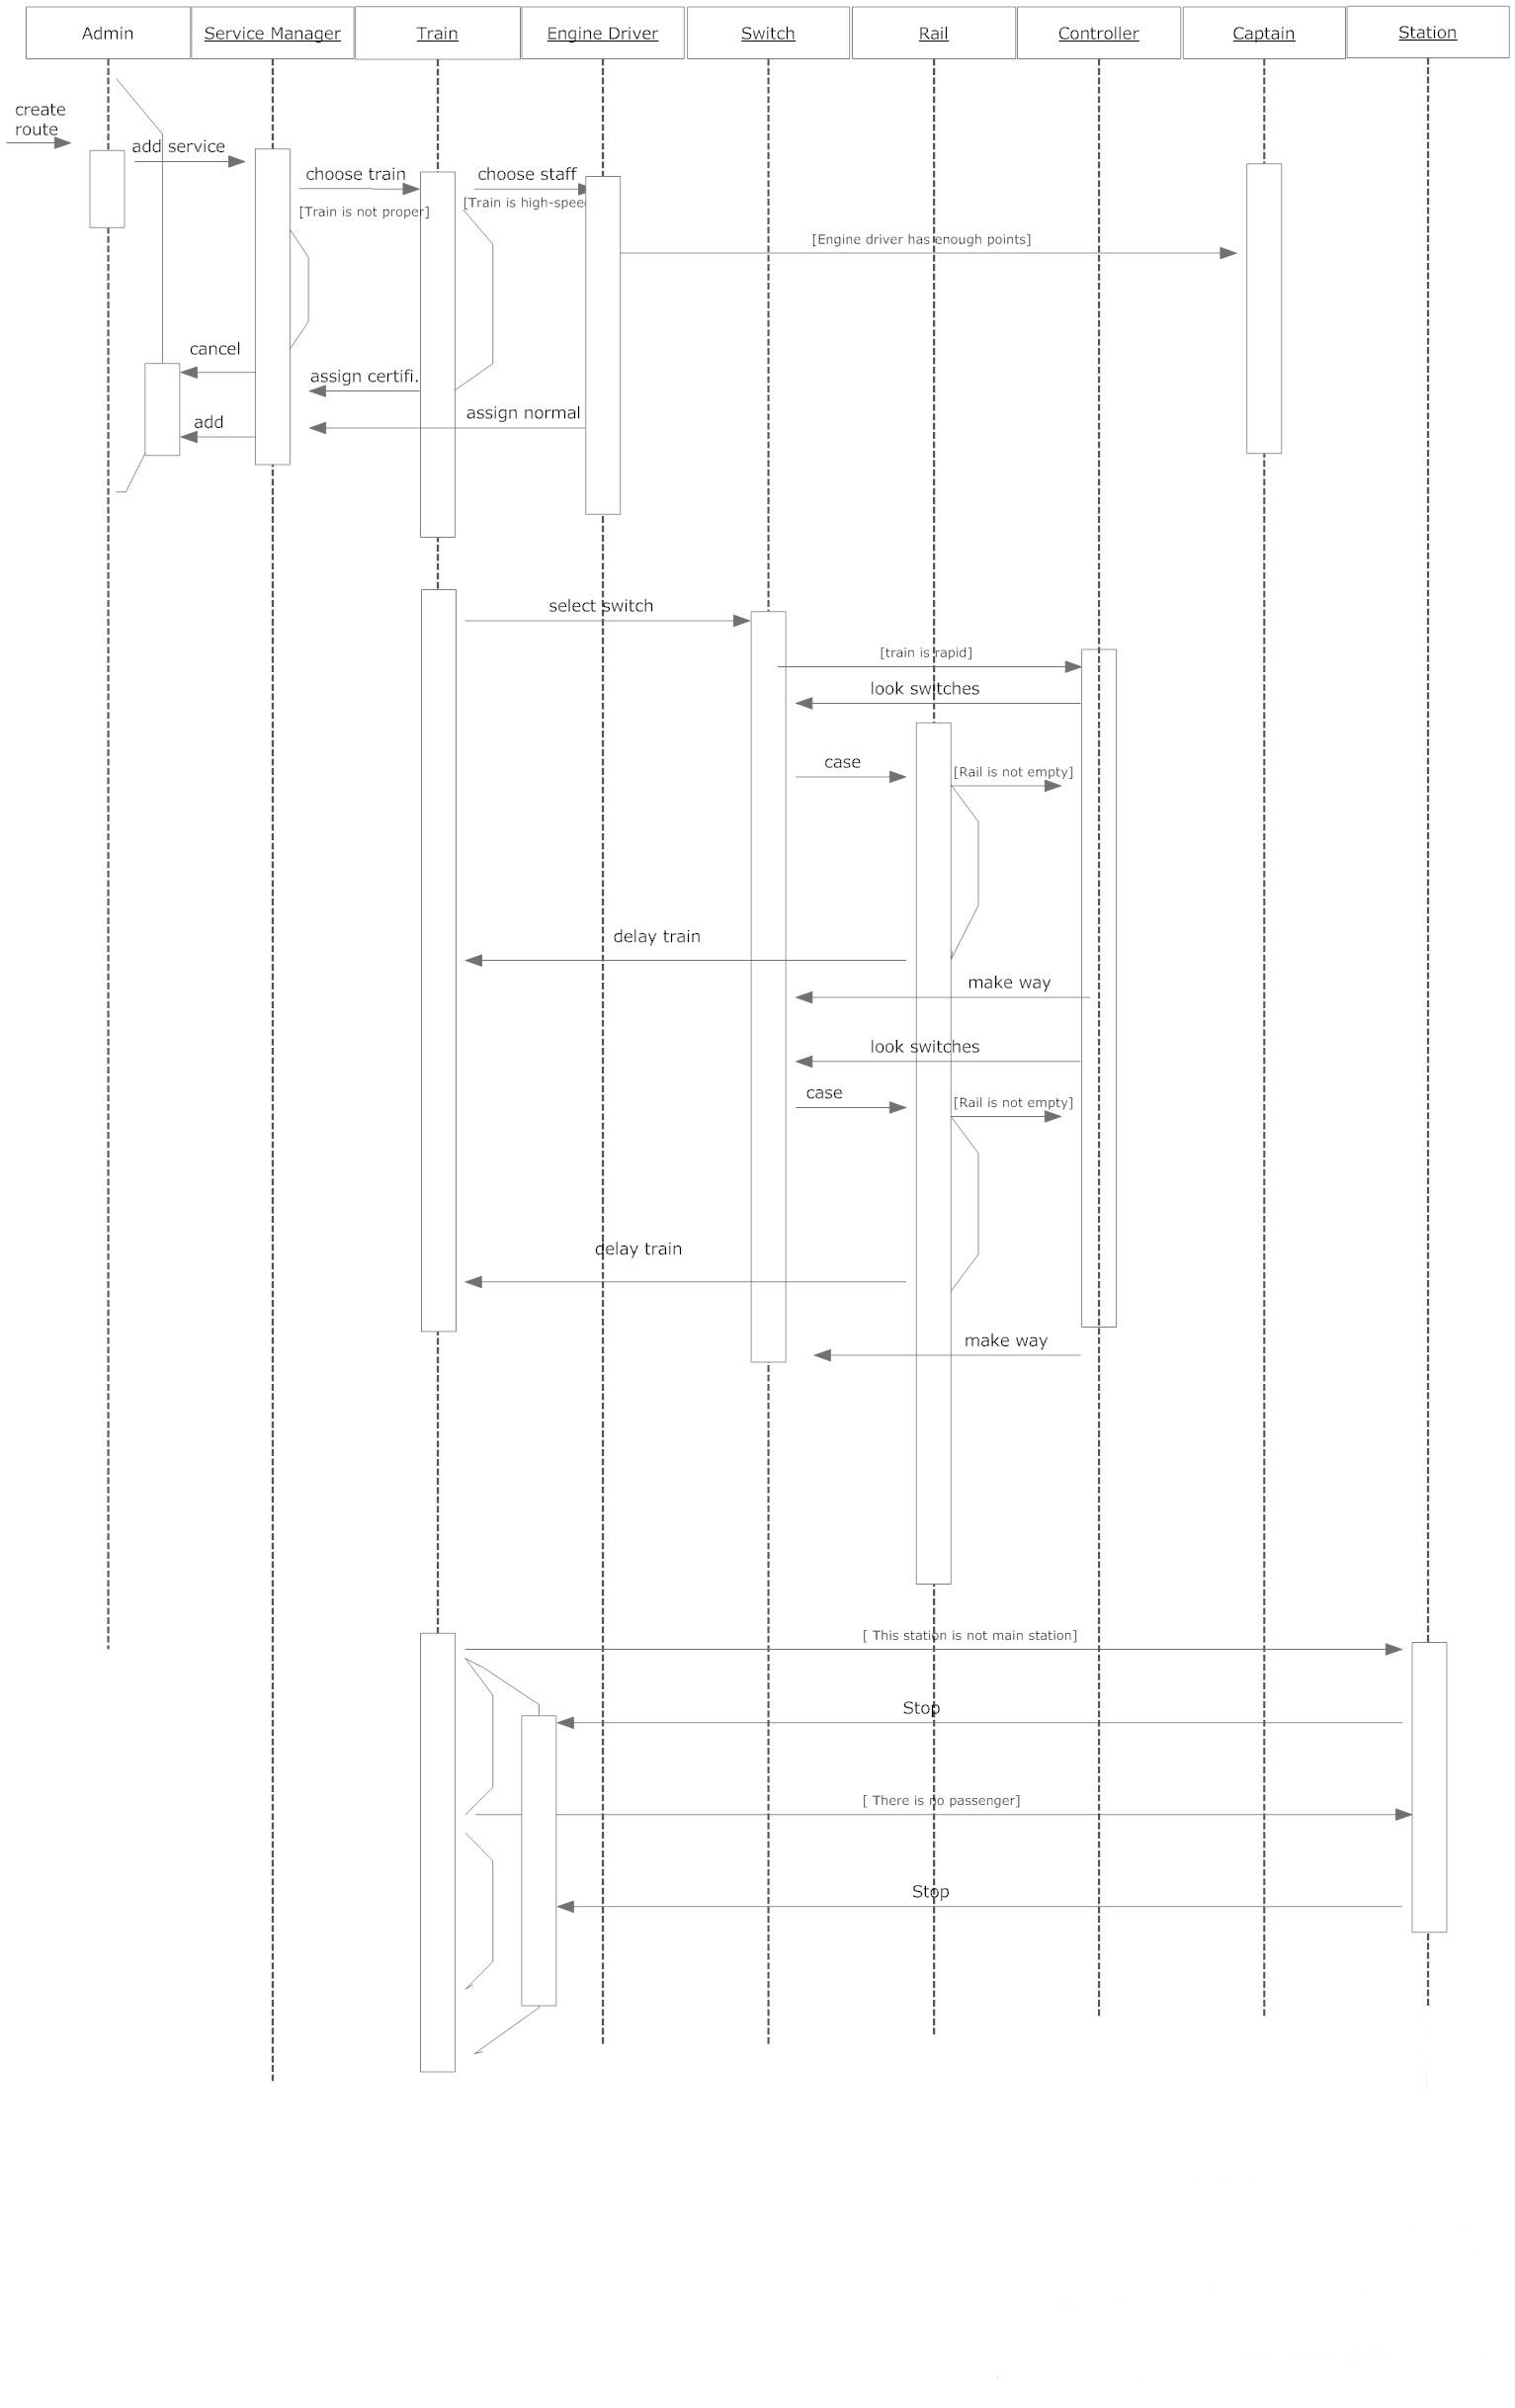 Admin
Service Manager
Train
Engine Driver
Switch
Rail
Controller
Captain
Station
create
route
add service
choose train
choose staff
[Train is not proper]
[Train is high-spee
[Engine driver has enough points]
cancel
assign certifi.
assign normal
add
select switch
[train is rapid]
look switches
case
[Rail is not empty]
delay train
make way
look switches
case
[Rail is not empty]
delay train
make way
[ This station is not main station]
Stop
[ There is no passenger]
Stop